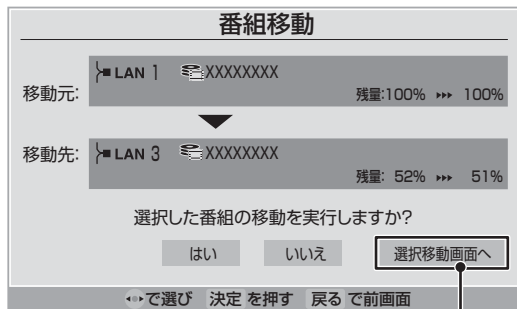 番組移動
移動元:
LAN 1 XXXXXXXX
残量:100% ▸▸▸ 100%
移動先:
LAN 3 XXXXXXXX
残量: 52% ▸▸▸ 51%
選択した番組の移動を実行しますか?
はい いいえ 選択移動画面へ
で選び 決定 を押す 戻る で前画面